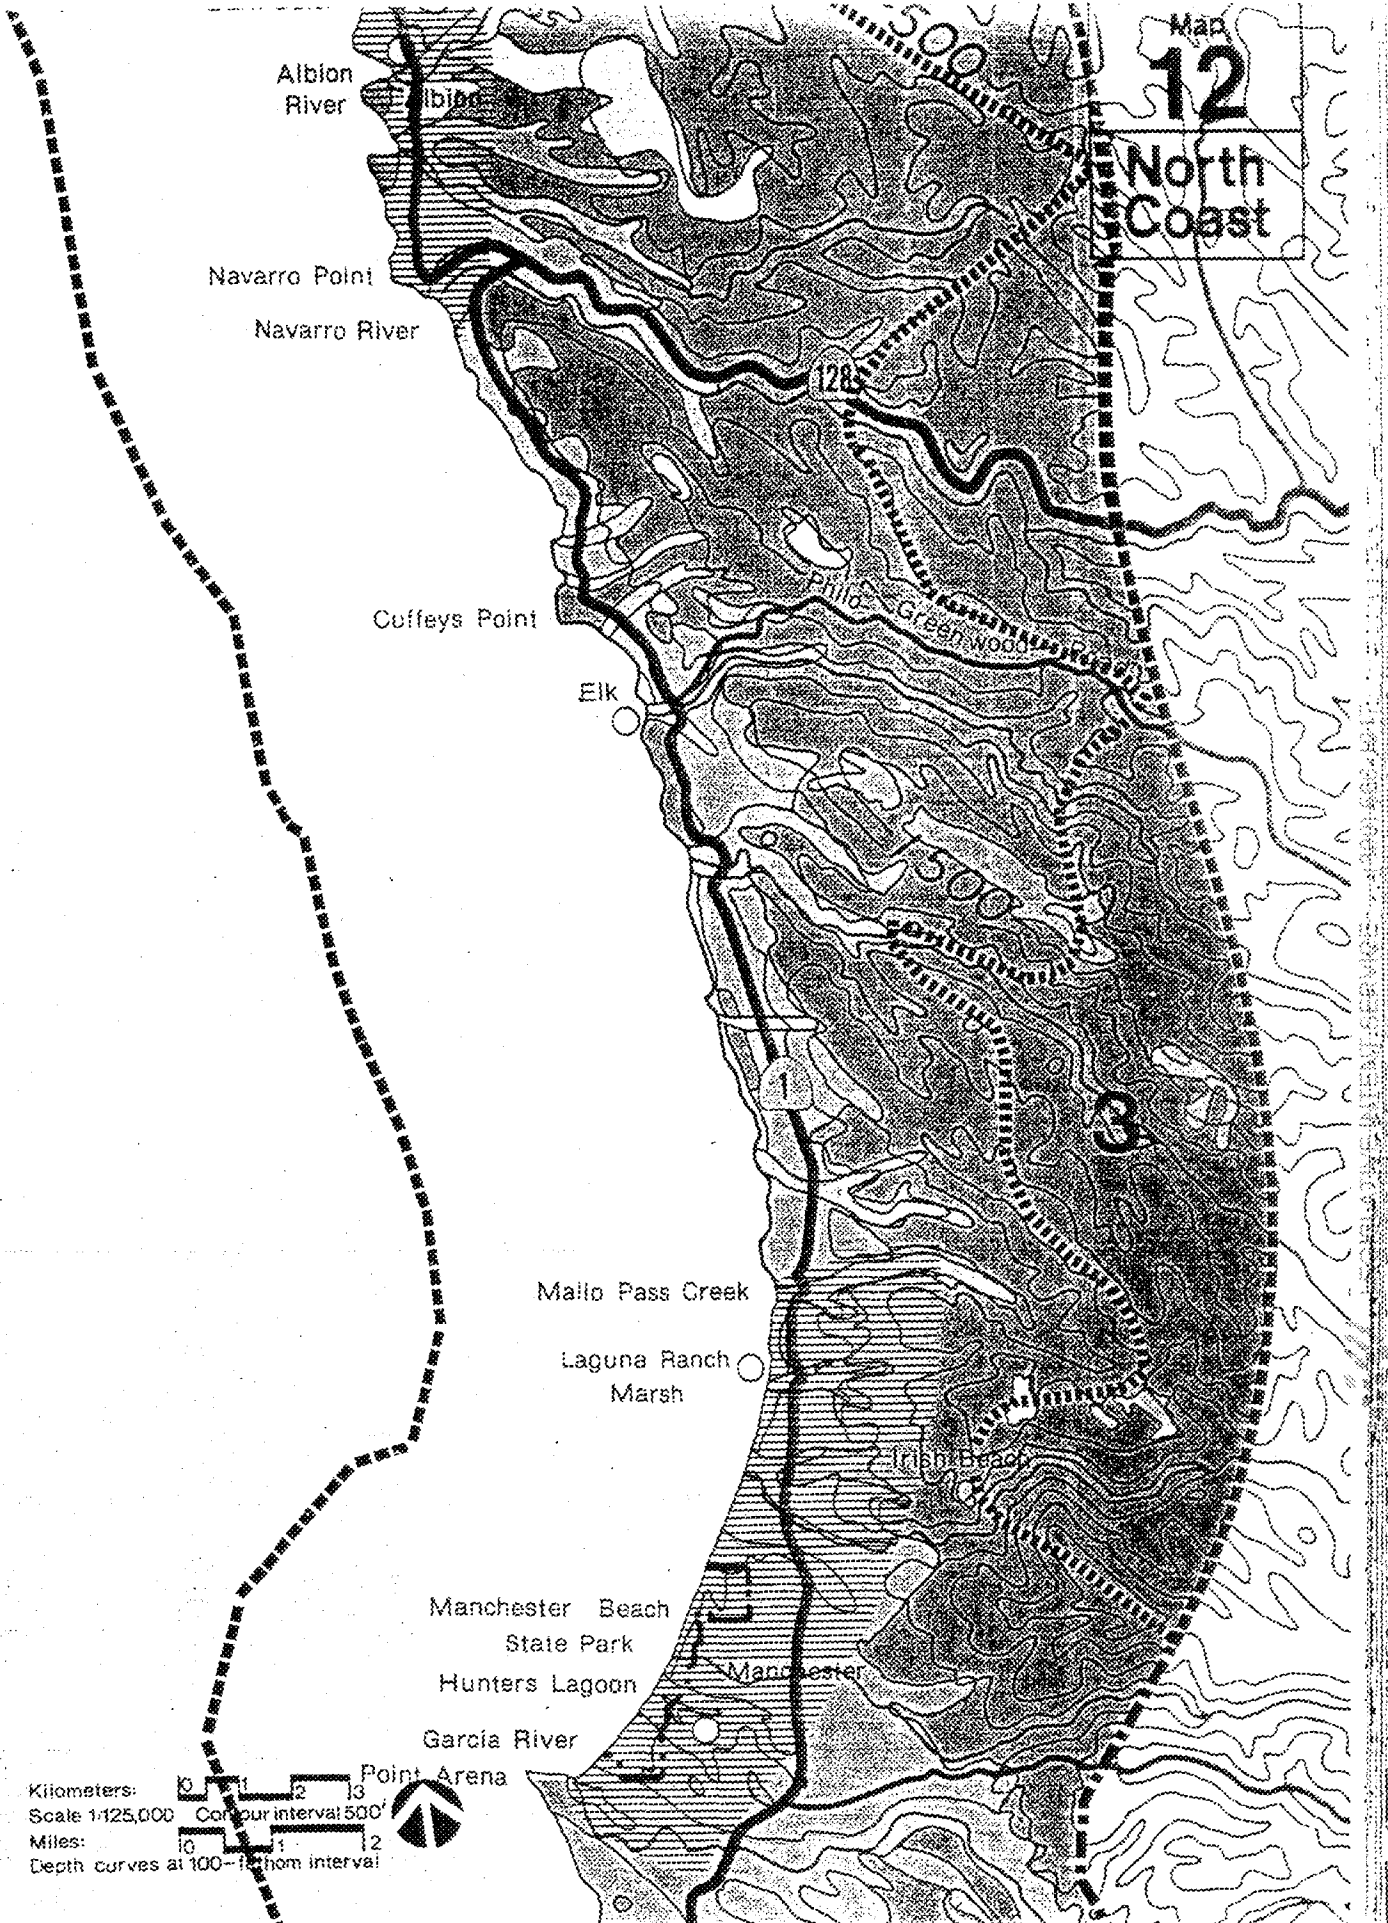 Map
12
North
Coast
500
Albion
River
Albion
Navarro Point
Navarro River
128
Cuffeys Point
Philo
Greenwood
Elk
500
1
3
Mallo Pass Creek
Laguna Ranch
Marsh
Irish Beach
Manchester Beach
State Park
Manchester
Hunters Lagoon
Garcia River
Point Arena
Kilometers: 0 1 2 3
Scale 1:125,000 Contour interval 500'
Miles: 0 1 2
Depth curves at 100-fathom interval